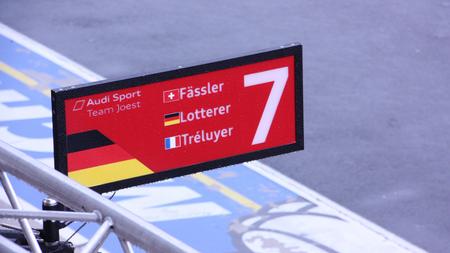 Audi Sport
Team Joest
Fässler
Lotterer
Tréluyer
7